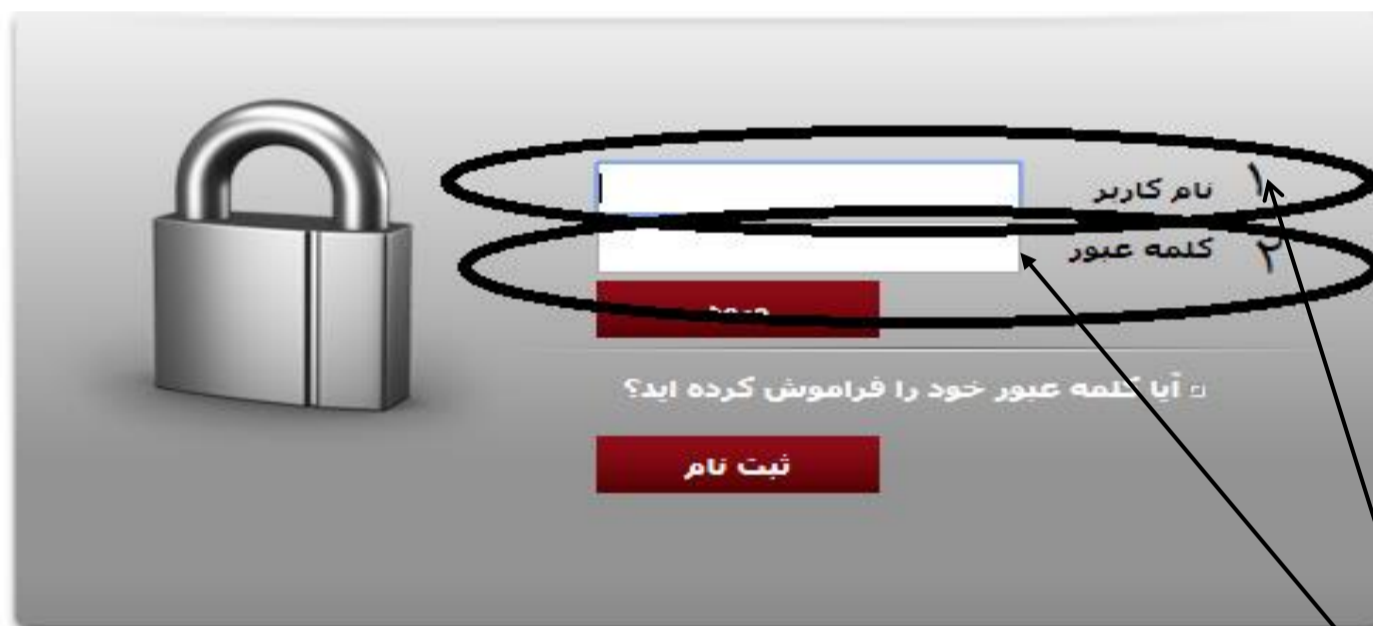 نام کاربر ۱
کلمه عبور ۲
آیا کلمه عبور خود را فراموش کرده اید؟
ثبت نام